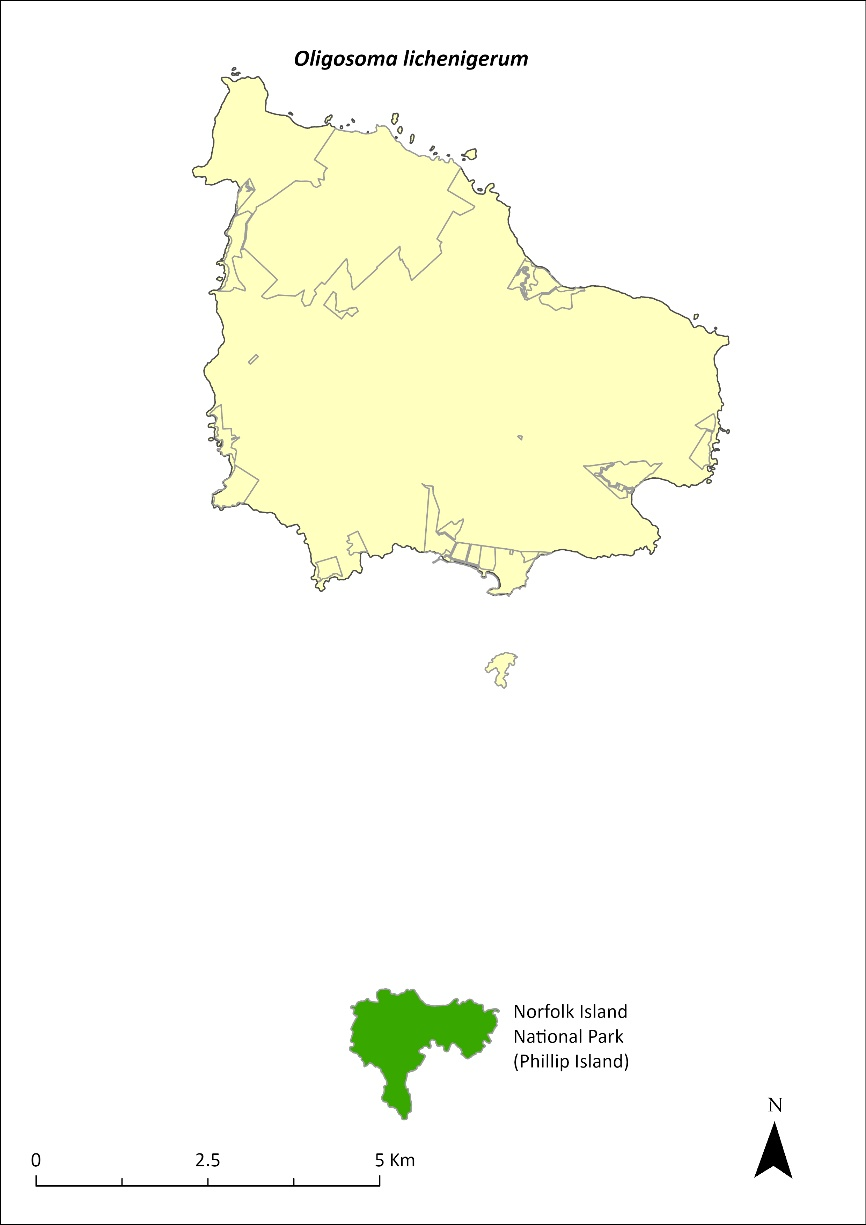 Oligosoma lichenigerum
Norfolk Island
National Park
(Phillip Island)
N
0 2.5 5 Km